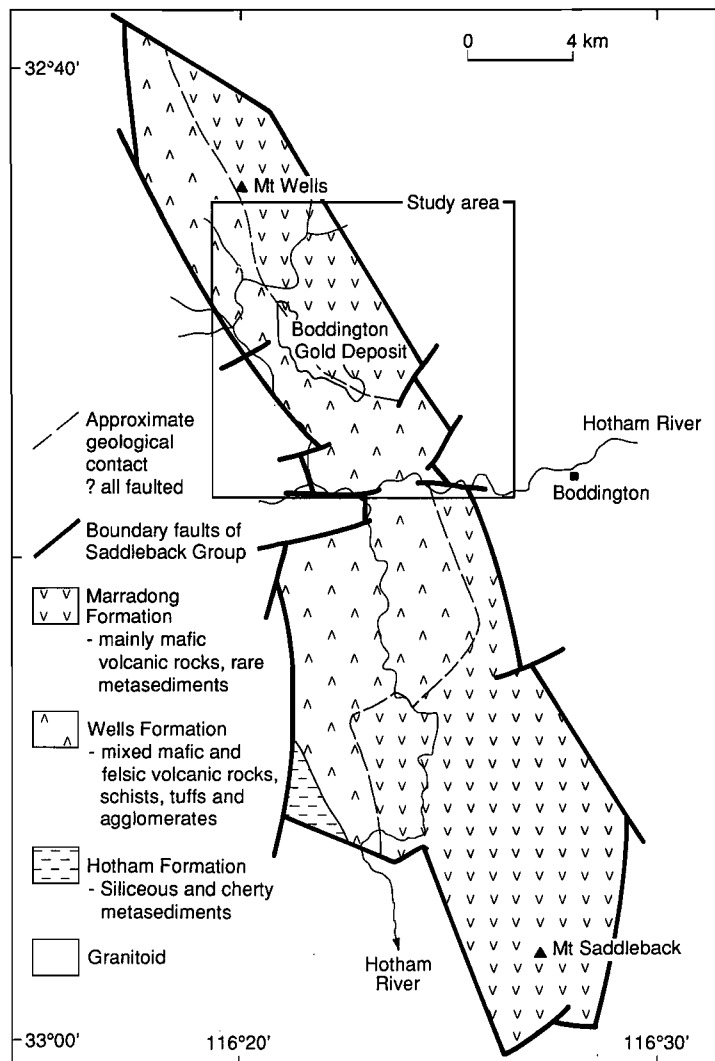 0 4 km
32°40'
Mt Wells
Study area
Boddington
Gold Deposit
Hotham River
Boddington
Approximate
geological
contact
? all faulted
Boundary faults of
Saddleback Group
Marradong
Formation
- mainly mafic
volcanic rocks, rare
metasediments
Wells Formation
- mixed mafic and
felsic volcanic rocks,
schists, tuffs and
agglomerates
Hotham Formation
- Siliceous and cherty
metasediments
Granitoid
Hotham
River
Mt Saddleback
33°00'
116°20'
116°30'